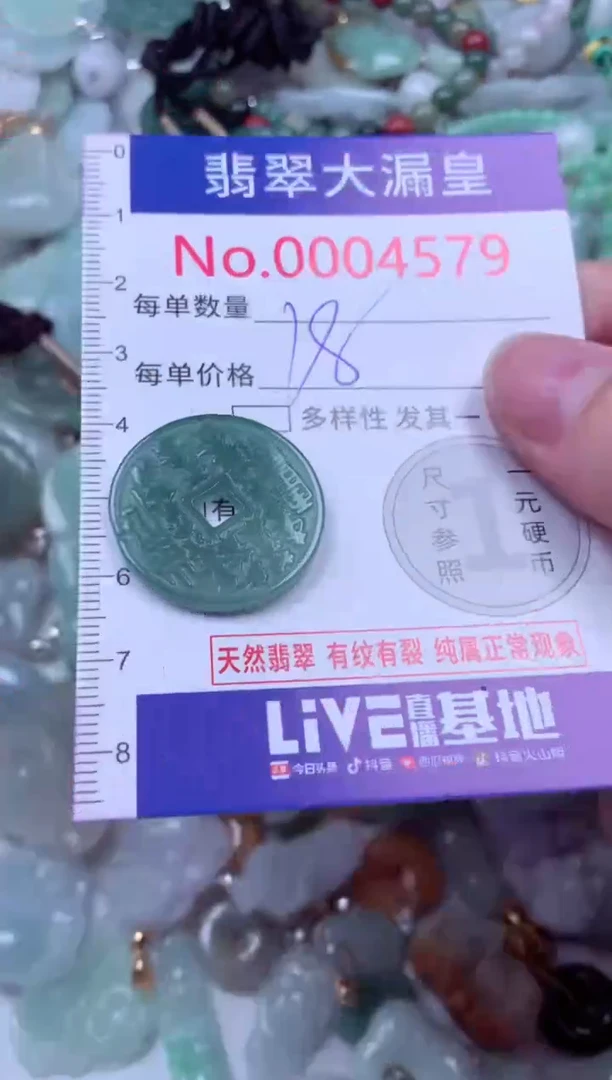 0
翡翠大漏皇
1
No.0004579
2
每单数量
3
每单价格 18
4
多样性 发其一
有
尺寸参照
1
一元硬币
6
天然翡翠 有纹有裂 纯属正常现象
7
LiVE直播基地
8
今日头条 抖音 西瓜视频 抖音火山版